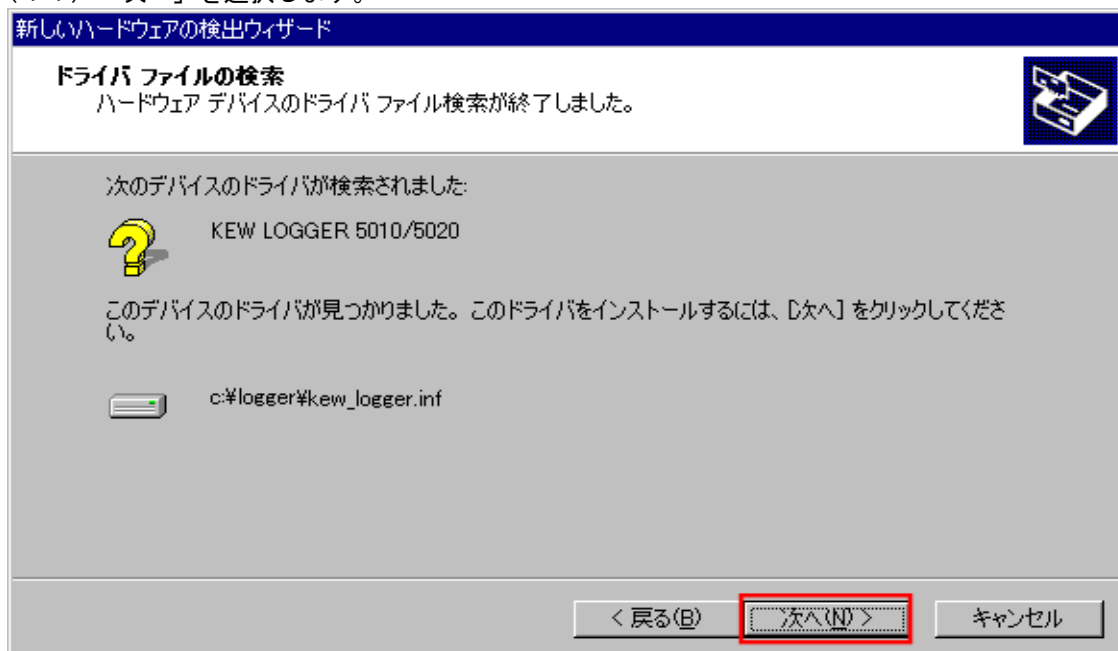 新しいハードウェアの検出ウィザード
ドライバ ファイルの検索
ハードウェア デバイスのドライバ ファイル検索が終了しました。
次のデバイスのドライバが検索されました:
KEW LOGGER 5010/5020
このデバイスのドライバが見つかりました。このドライバをインストールするには、[次へ] をクリックしてくださ
い。
c:¥logger¥kew_logger.inf
< 戻る(B)
次へ(N) >
キャンセル